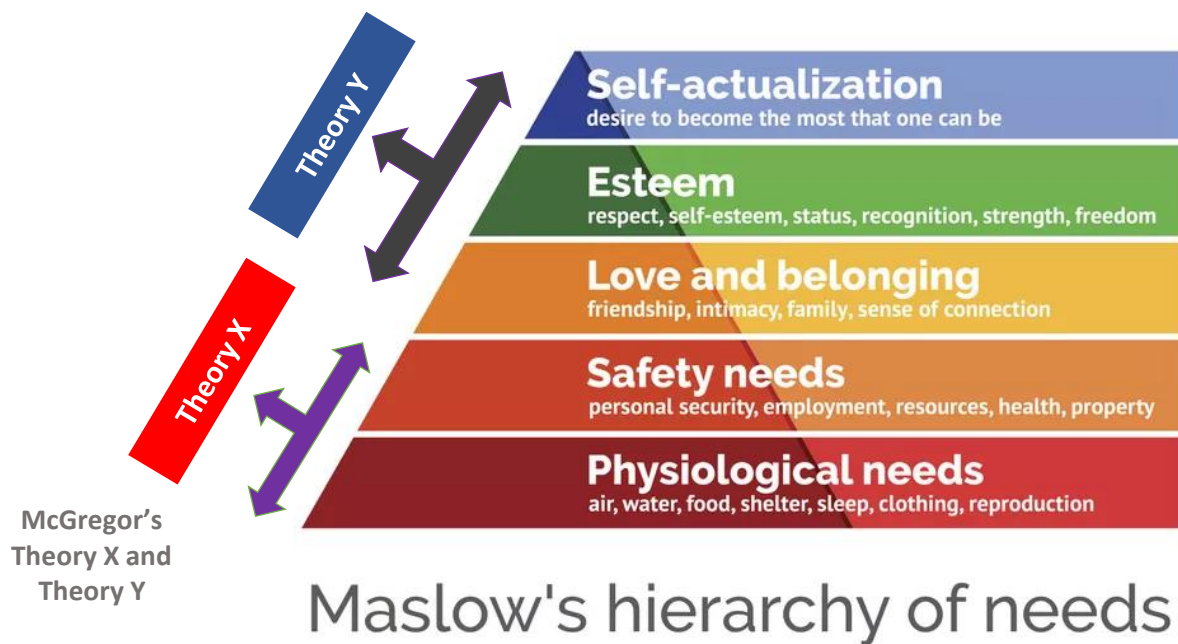 Theory Y
Self-actualization
desire to become the most that one can be
Esteem
respect, self-esteem, status, recognition, strength, freedom
Love and belonging
friendship, intimacy, family, sense of connection
Theory X
Safety needs
personal security, employment, resources, health, property
Physiological needs
air, water, food, shelter, sleep, clothing, reproduction
McGregor’s
Theory X and
Theory Y
Maslow's hierarchy of needs